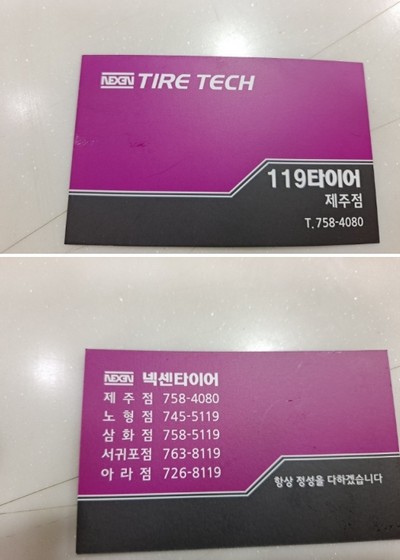 NEXEN TIRE TECH
119타이어
제주점
T. 758-4080
NEXEN 넥센타이어
제 주 점 758-4080
노 형 점 745-5119
삼 화 점 758-5119
서귀포점 763-8119
아 라 점 726-8119
항상 정성을 다하겠습니다